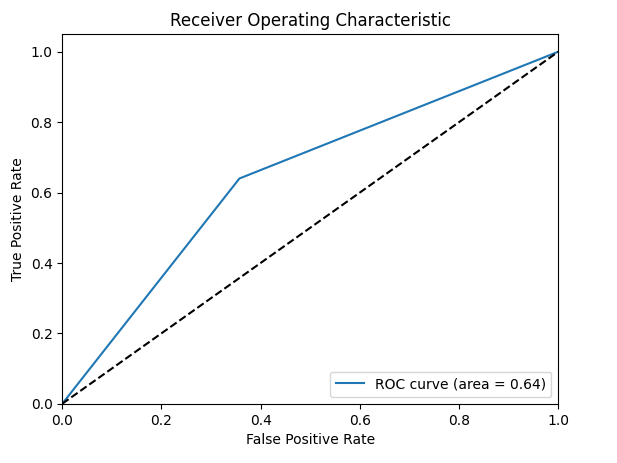 Receiver Operating Characteristic
1.0
0.8
0.6
0.4
0.2
0.0
True Positive Rate
ROC curve (area = 0.64)
0.0 0.2 0.4 0.6 0.8 1.0
False Positive Rate